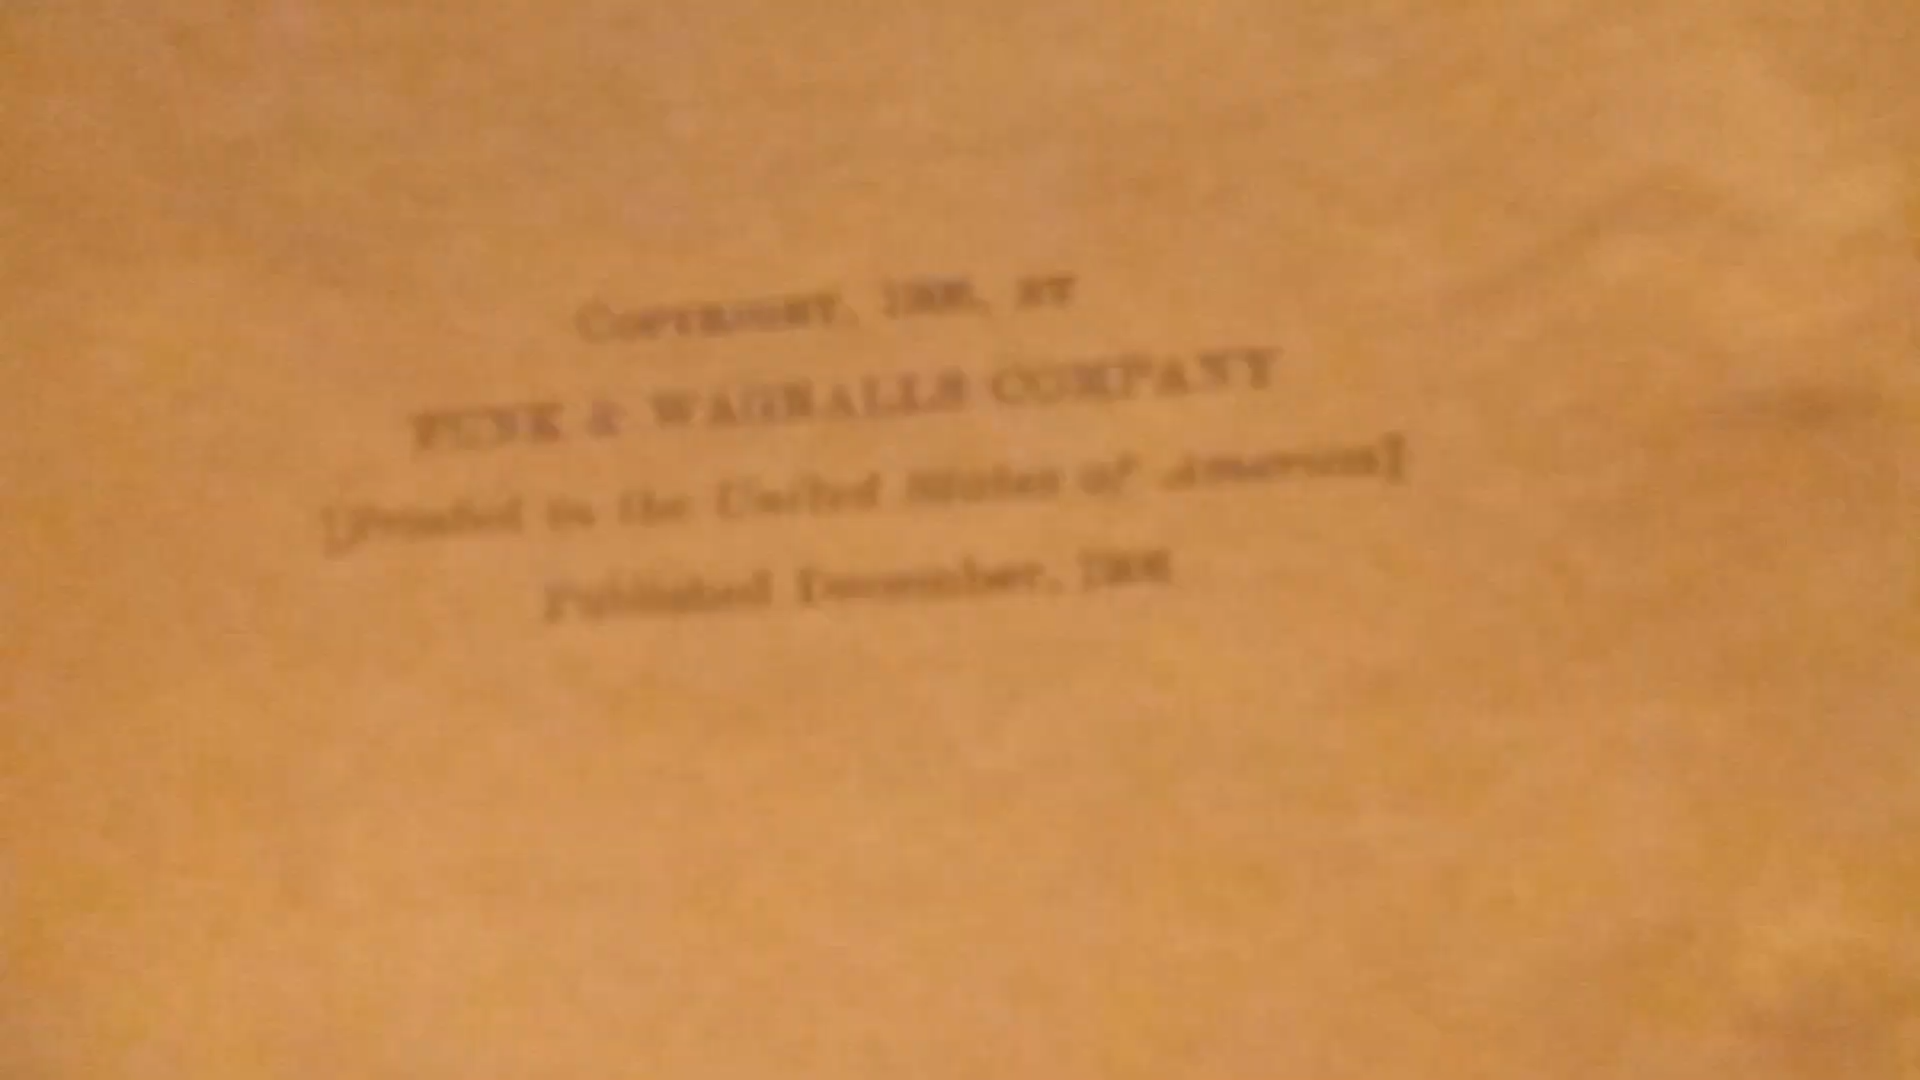 COPYRIGHT, BY
FUNK & WAGNALLS COMPANY
[Printed in the United States of America]
Published December,